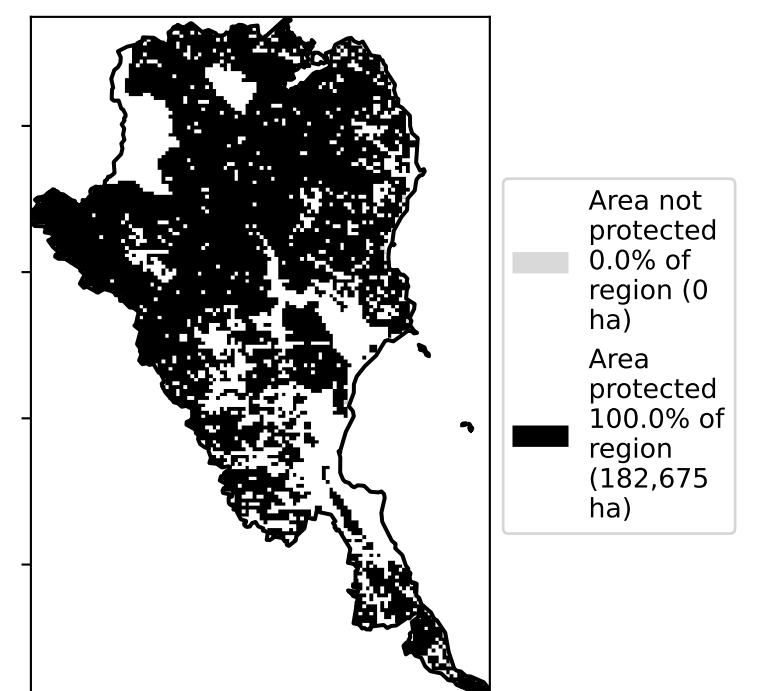 Area not
protected
0.0% of
region (0
ha)
Area
protected
100.0% of
region
(182,675
ha)